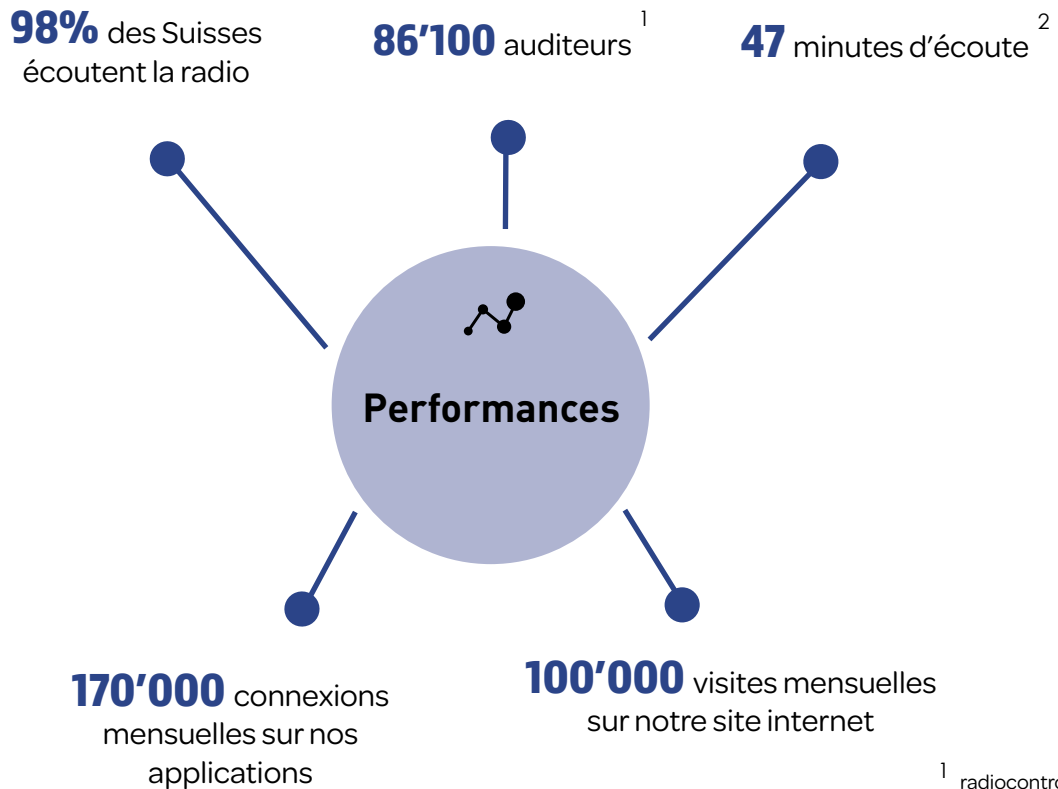 98% des Suisses
écoutent la radio
86’100 auditeurs 1
47 minutes d’écoute 2
Performances
170’000 connexions
mensuelles sur nos
applications
100’000 visites mensuelles
sur notre site internet
1